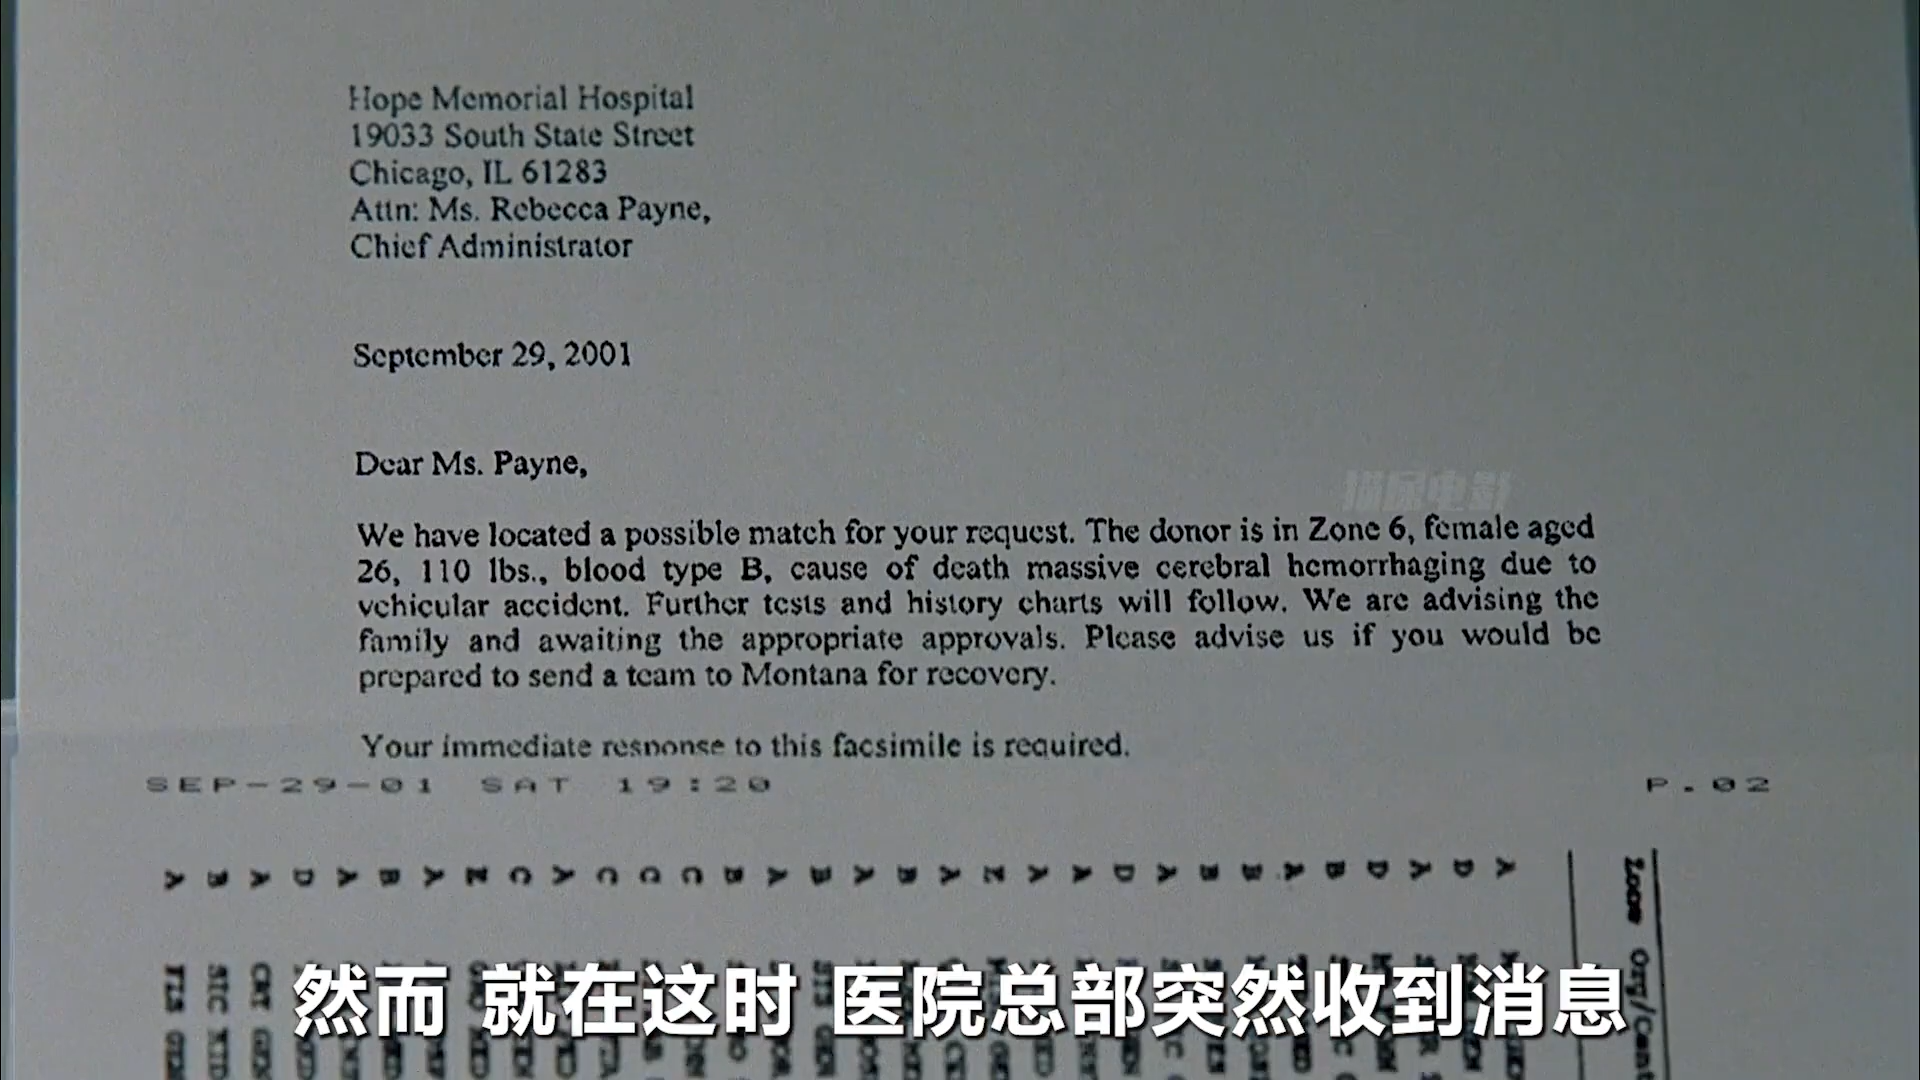 Hope Memorial Hospital
19033 South State Street
Chicago, IL 61283
Attn: Ms. Rebecca Payne,
Chief Administrator
September 29, 2001
Dear Ms. Payne,
We have located a possible match for your request. The donor is in Zone 6, female aged
26, 110 lbs., blood type B, cause of death massive cerebral hemorrhaging due to
vehicular accident. Further tests and history charts will follow. We are advising the
family and awaiting the appropriate approvals. Please advise us if you would be
prepared to send a team to Montana for recovery.
Your immediate response to this facsimile is required.
SEP-29-01 SAT 19:20 P.02
A B A D A B A E C A C C C B A B A B A Z A A D A B B A B D A D A
Zone
然而 就在这时 医院总部突然收到消息